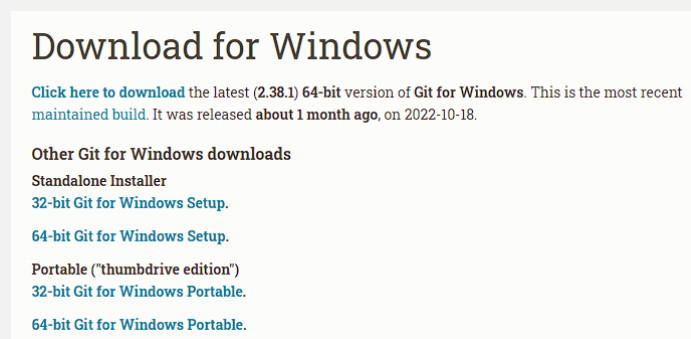 Download for Windows
Click here to download the latest (2.38.1) 64-bit version of Git for Windows. This is the most recent
maintained build. It was released about 1 month ago, on 2022-10-18.
Other Git for Windows downloads
Standalone Installer
32-bit Git for Windows Setup.
64-bit Git for Windows Setup.
Portable ("thumbdrive edition")
32-bit Git for Windows Portable.
64-bit Git for Windows Portable.